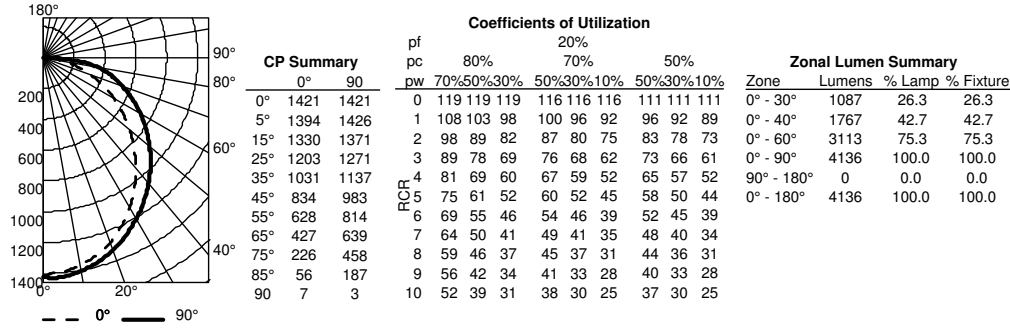 180°
90°
80°
60°
40°
20°
0°
200
400
600
800
1000
1200
1400
0° 90°
CP Summary
0° 90
0° 1421 1421
5° 1394 1426
15° 1330 1371
25° 1203 1271
35° 1031 1137
45° 834 983
55° 628 814
65° 427 639
75° 226 458
85° 56 187
90 7 3
Coefficients of Utilization
pf 20%
pc 80% 70% 50%
pw 70%50%30% 50%30%10% 50%30%10%
RCR
0 119 119 119 116 116 116 111 111 111
1 108 103 98 100 96 92 96 92 89
2 98 89 82 87 80 75 83 78 73
3 89 78 69 76 68 62 73 66 61
4 81 69 60 67 59 52 65 57 52
5 75 61 52 60 52 45 58 50 44
6 69 55 46 54 46 39 52 45 39
7 64 50 41 49 41 35 48 40 34
8 59 46 37 45 37 31 44 36 31
9 56 42 34 41 33 28 40 33 28
10 52 39 31 38 30 25 37 30 25
Zonal Lumen Summary
Zone Lumens % Lamp % Fixture
0° - 30° 1087 26.3 26.3
0° - 40° 1767 42.7 42.7
0° - 60° 3113 75.3 75.3
0° - 90° 4136 100.0 100.0
90° - 180° 0 0.0 0.0
0° - 180° 4136 100.0 100.0